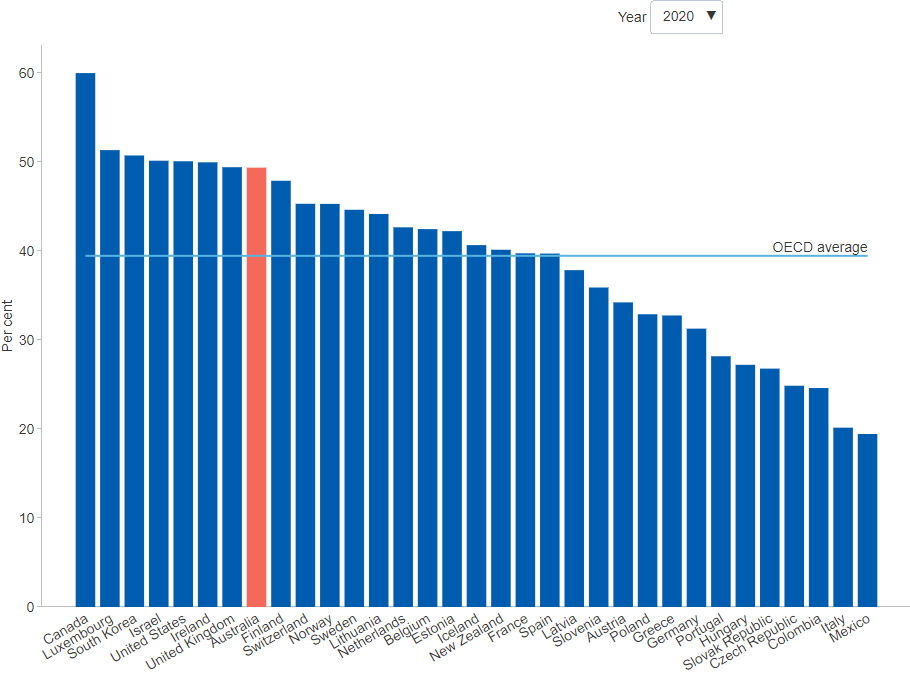 Year 2020 ▼
60
50
40
30
20
10
0
Per cent
OECD average
Canada
Luxembourg
South Korea
Israel
United States
Ireland
United Kingdom
Australia
Finland
Switzerland
Norway
Sweden
Lithuania
Netherlands
Belgium
Estonia
Iceland
New Zealand
France
Spain
Latvia
Slovenia
Austria
Poland
Greece
Germany
Portugal
Hungary
Slovak Republic
Czech Republic
Colombia
Italy
Mexico